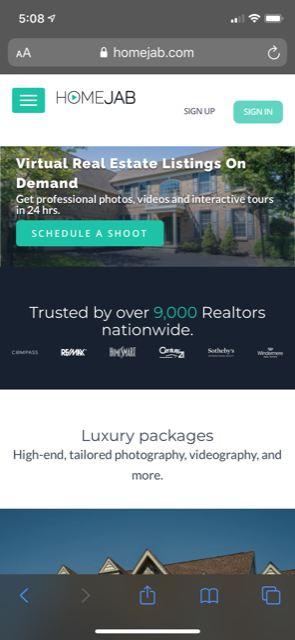 5:08
AA
homejab.com
HOMEJAB
SIGN UP
SIGN IN
Virtual Real Estate Listings On
Demand
Get professional photos, videos and interactive tours
in 24 hrs.
SCHEDULE A SHOOT
Trusted by over 9,000 Realtors
nationwide.
COMPASS
RE/MAX
HomeSmart
Century 21
Sotheby's
Windermere
Luxury packages
High-end, tailored photography, videography, and
more.